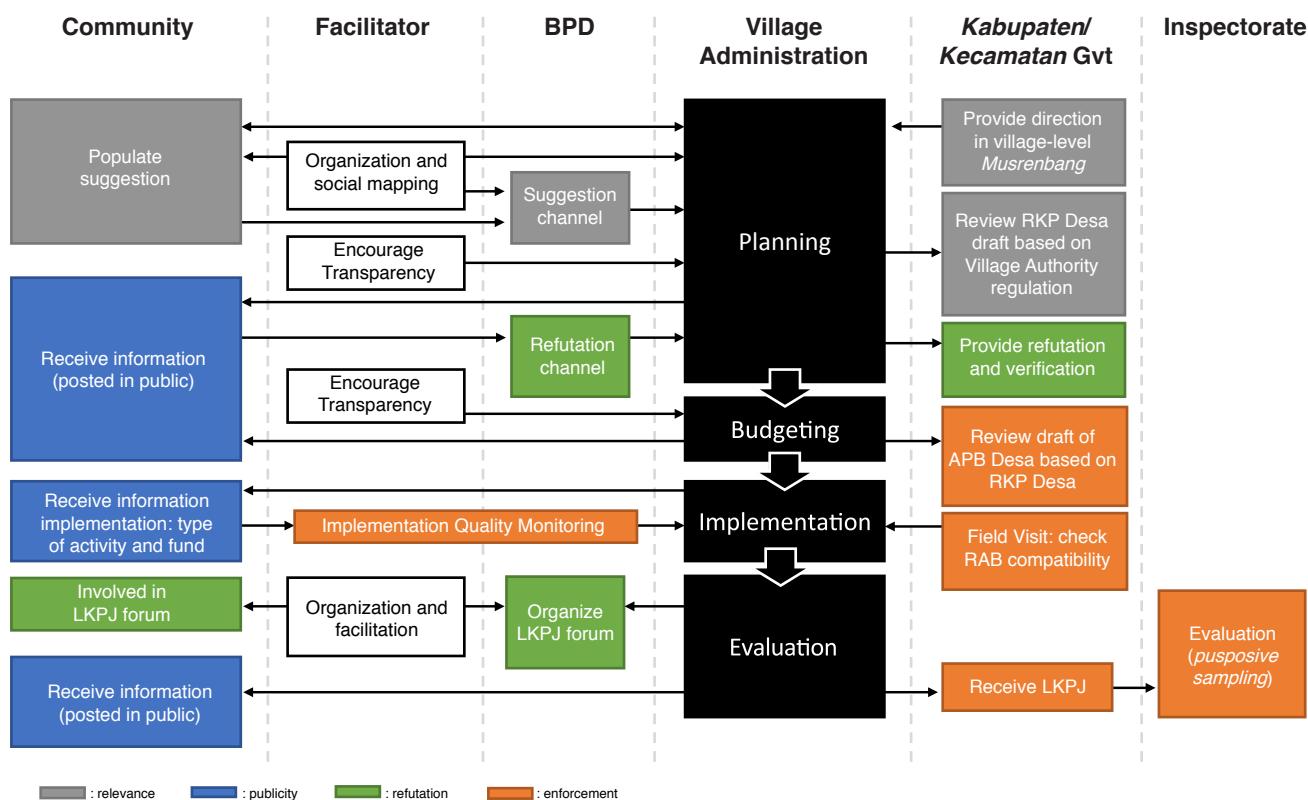 Community
Facilitator
BPD
Village
Administration
Kabupaten/
Kecamatan Gvt
Inspectorate
Populate
suggestion
Organization and
social mapping
Suggestion
channel
Encourage
Transparency
Planning
Provide direction
in village-level
Musrenbang
Review RKP Desa
draft based on
Village Authority
regulation
Receive information
(posted in public)
Refutation
channel
Provide refutation
and verification
Encourage
Transparency
Budgeting
Review draft of
APB Desa based on
RKP Desa
Receive information
implementation: type
of activity and fund
Implementation Quality Monitoring
Implementation
Field Visit: check
RAB compatibility
Involved in
LKPJ forum
Organization and
facilitation
Organize
LKPJ forum
Evaluation
Evaluation
(pusposive
sampling)
Receive information
(posted in public)
Receive LKPJ
: relevance
: publicity
: refutation
: enforcement